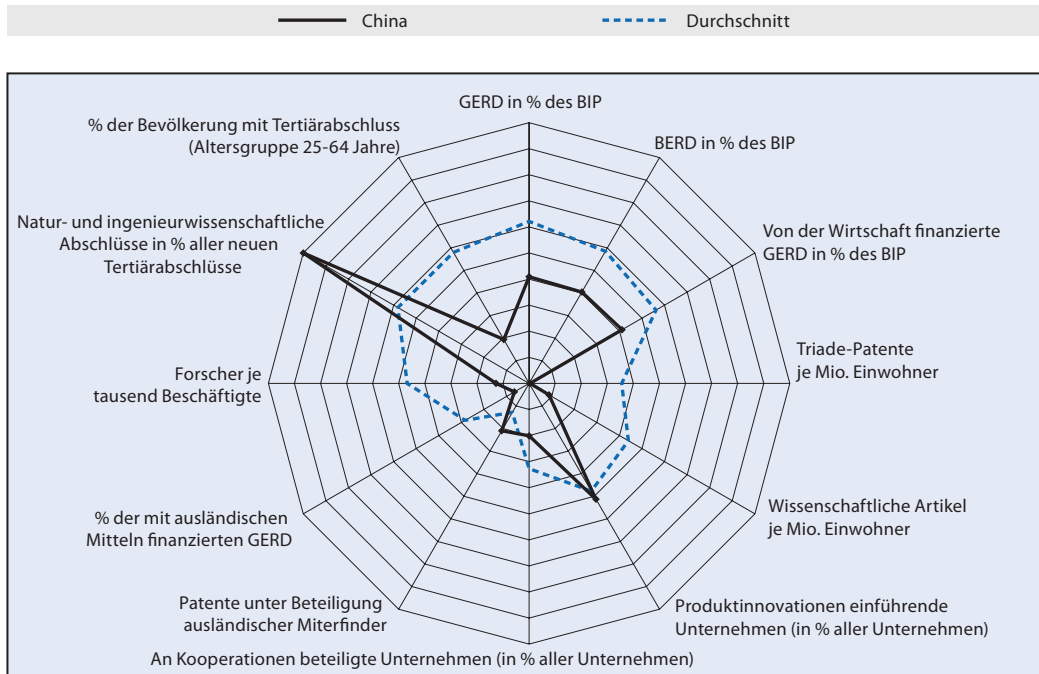 China
Durchschnitt
GERD in % des BIP
% der Bevölkerung mit Tertiärabschluss
(Altersgruppe 25-64 Jahre)
BERD in % des BIP
Natur- und ingenieurwissenschaftliche
Abschlüsse in % aller neuen
Tertiärabschlüsse
Von der Wirtschaft finanzierte
GERD in % des BIP
Forscher je
tausend Beschäftigte
Triade-Patente
je Mio. Einwohner
% der mit ausländischen
Mitteln finanzierten GERD
Wissenschaftliche Artikel
je Mio. Einwohner
Patente unter Beteiligung
ausländischer Miterfinder
Produktinnovationen einführende
Unternehmen (in % aller Unternehmen)
An Kooperationen beteiligte Unternehmen (in % aller Unternehmen)